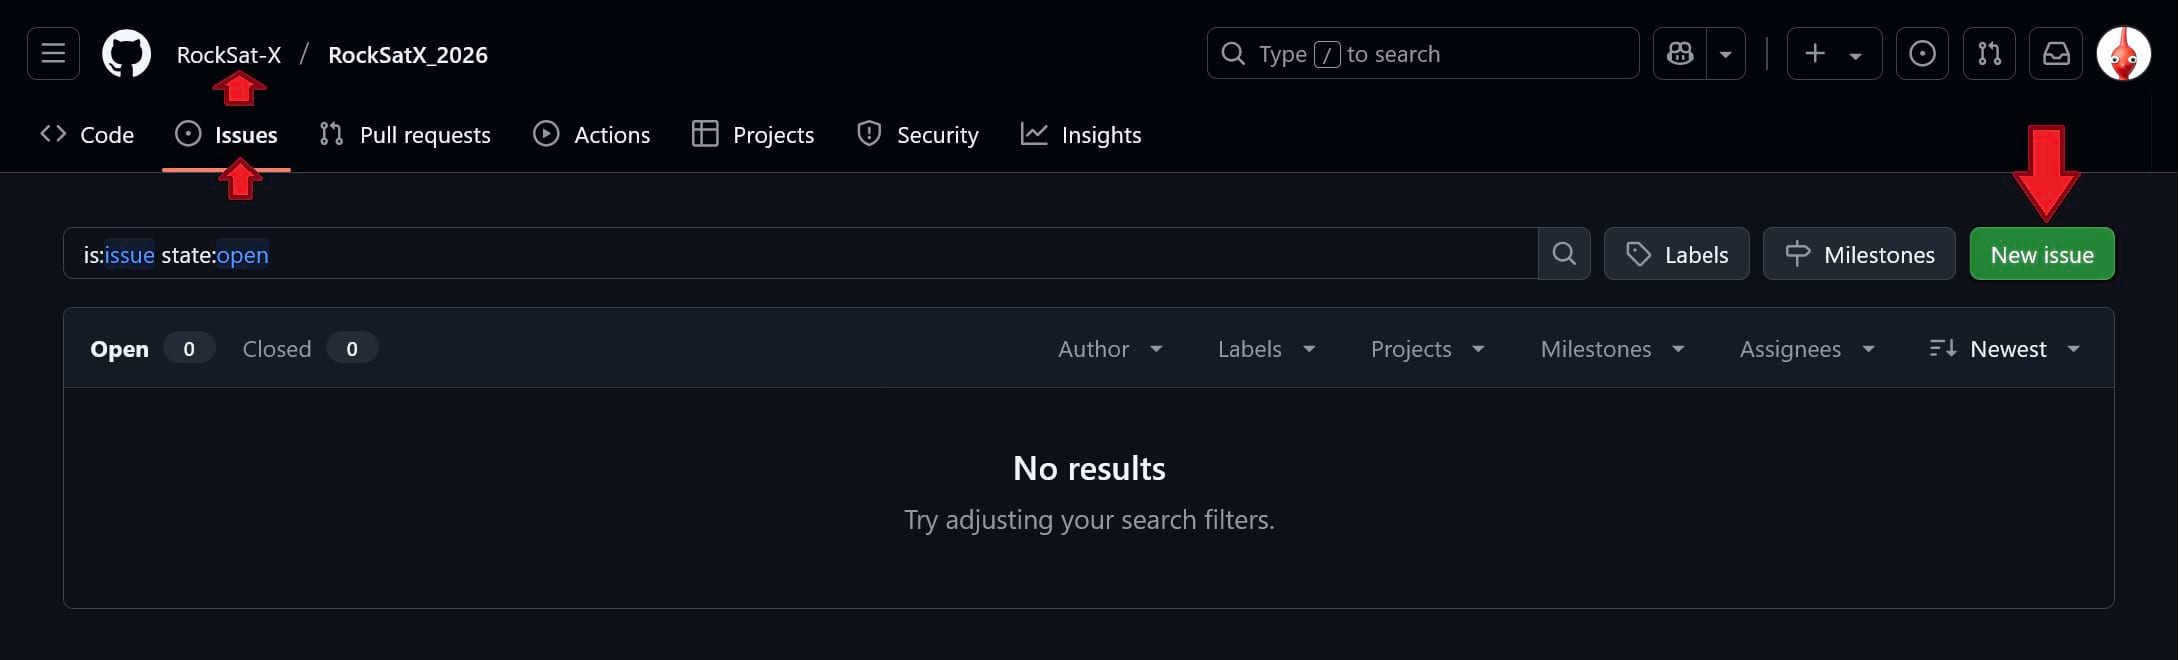 RockSat-X / RockSatX_2026
Type / to search
Code Issues Pull requests Actions Projects Security Insights
is:issue state:open
Labels Milestones New issue
Open 0 Closed 0 Author Labels Projects Milestones Assignees Newest
No results
Try adjusting your search filters.